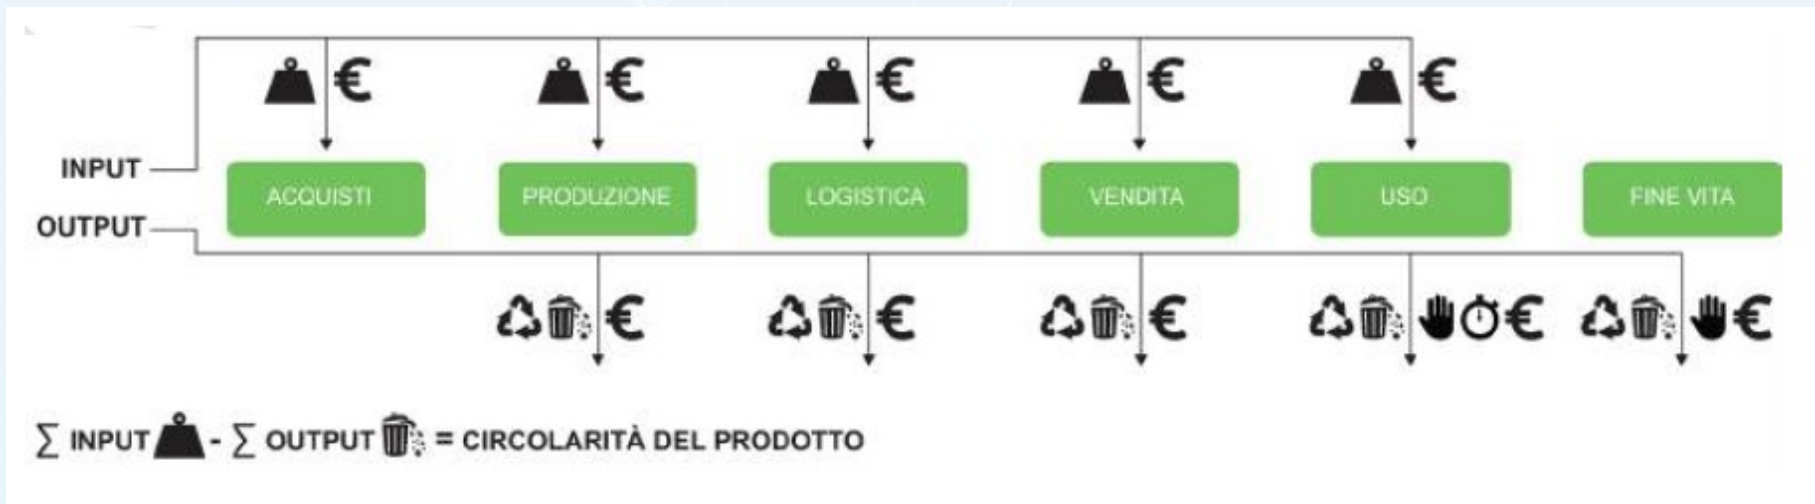 € € € € €
INPUT
ACQUISTI PRODUZIONE LOGISTICA VENDITA USO FINE VITA
OUTPUT
€ € € € €
∑ INPUT - ∑ OUTPUT = CIRCOLARITÀ DEL PRODOTTO